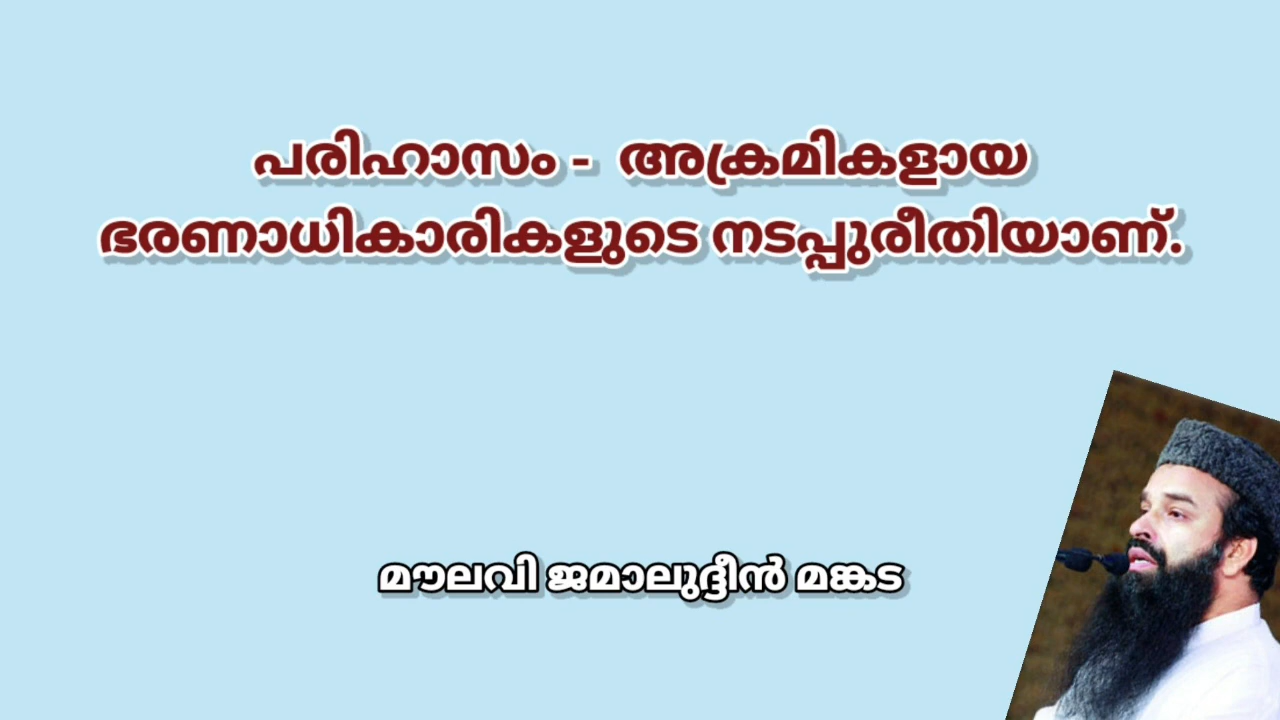 പരിഹാസം - അക്രമികളായ
ഭരണാധികാരികളുടെ നടപ്പുരീതിയാണ്.
മൗലവി ജമാലുദ്ദീൻ മങ്കട